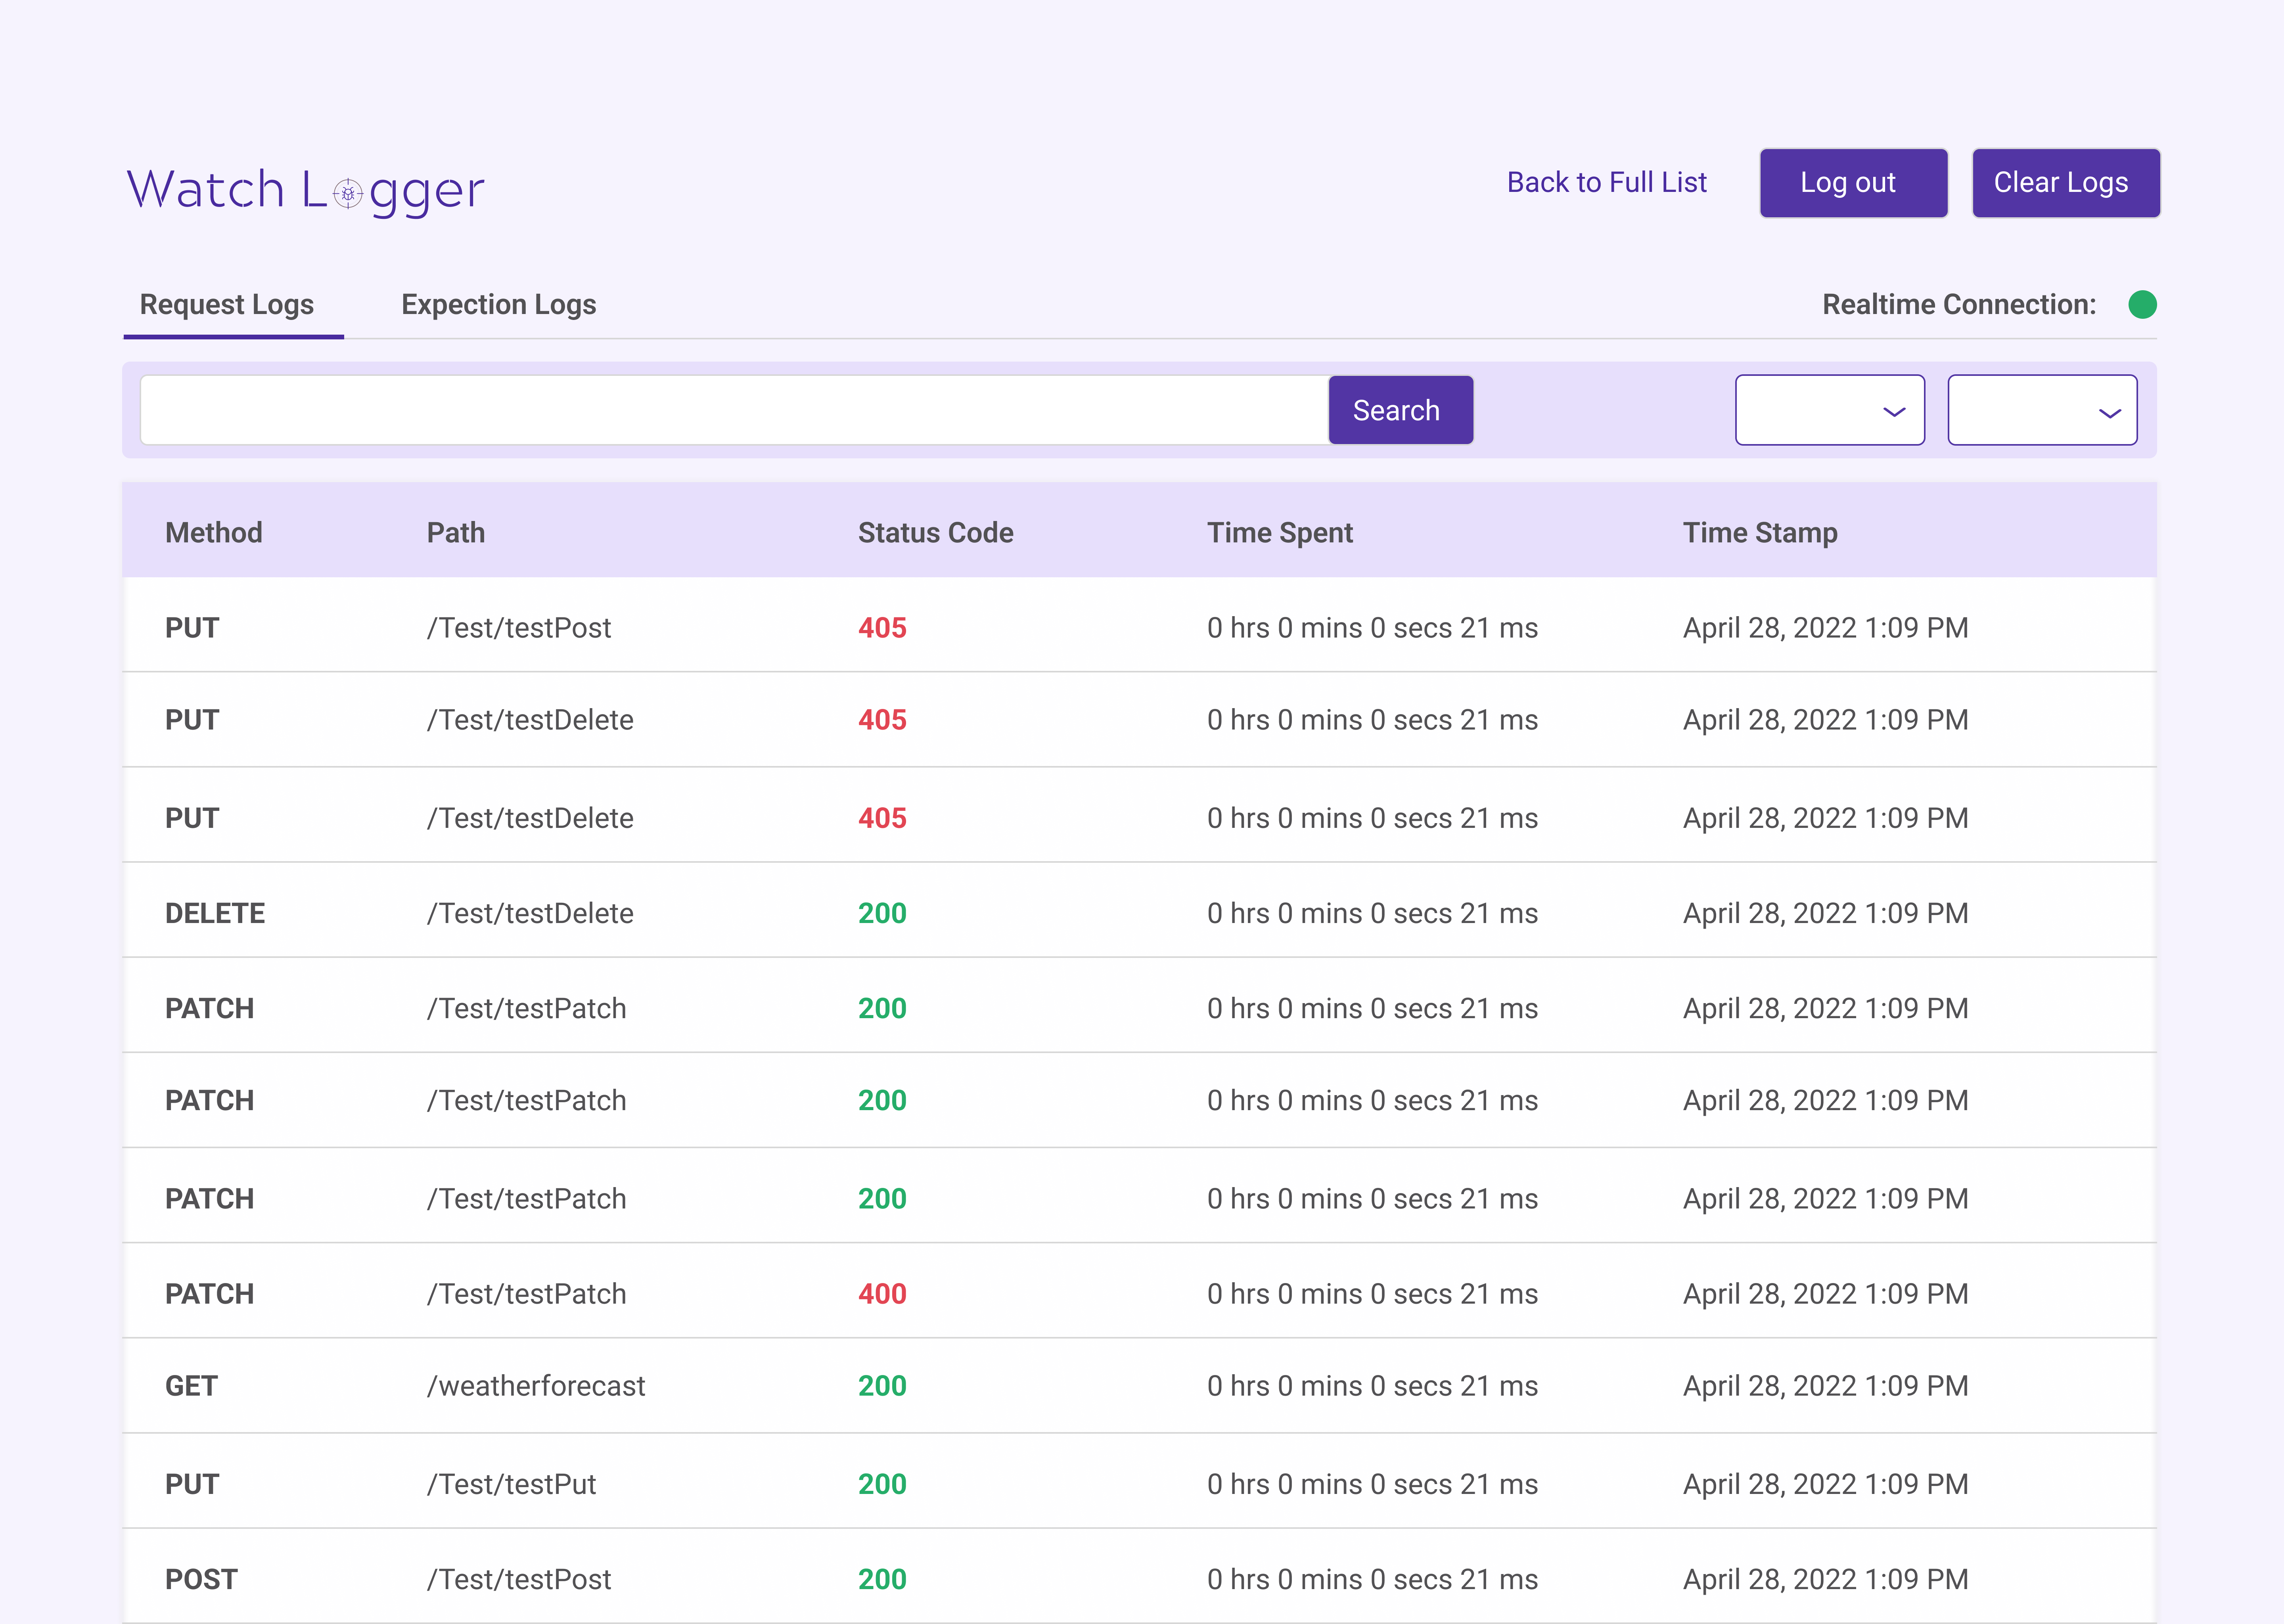 Watch Logger
Back to Full List
Log out
Clear Logs
Request Logs
Expection Logs
Realtime Connection:
Search
Method Path Status Code Time Spent Time Stamp
PUT /Test/testPost 405 0 hrs 0 mins 0 secs 21 ms April 28, 2022 1:09 PM
PUT /Test/testDelete 405 0 hrs 0 mins 0 secs 21 ms April 28, 2022 1:09 PM
PUT /Test/testDelete 405 0 hrs 0 mins 0 secs 21 ms April 28, 2022 1:09 PM
DELETE /Test/testDelete 200 0 hrs 0 mins 0 secs 21 ms April 28, 2022 1:09 PM
PATCH /Test/testPatch 200 0 hrs 0 mins 0 secs 21 ms April 28, 2022 1:09 PM
PATCH /Test/testPatch 200 0 hrs 0 mins 0 secs 21 ms April 28, 2022 1:09 PM
PATCH /Test/testPatch 200 0 hrs 0 mins 0 secs 21 ms April 28, 2022 1:09 PM
PATCH /Test/testPatch 400 0 hrs 0 mins 0 secs 21 ms April 28, 2022 1:09 PM
GET /weatherforecast 200 0 hrs 0 mins 0 secs 21 ms April 28, 2022 1:09 PM
PUT /Test/testPut 200 0 hrs 0 mins 0 secs 21 ms April 28, 2022 1:09 PM
POST /Test/testPost 200 0 hrs 0 mins 0 secs 21 ms April 28, 2022 1:09 PM